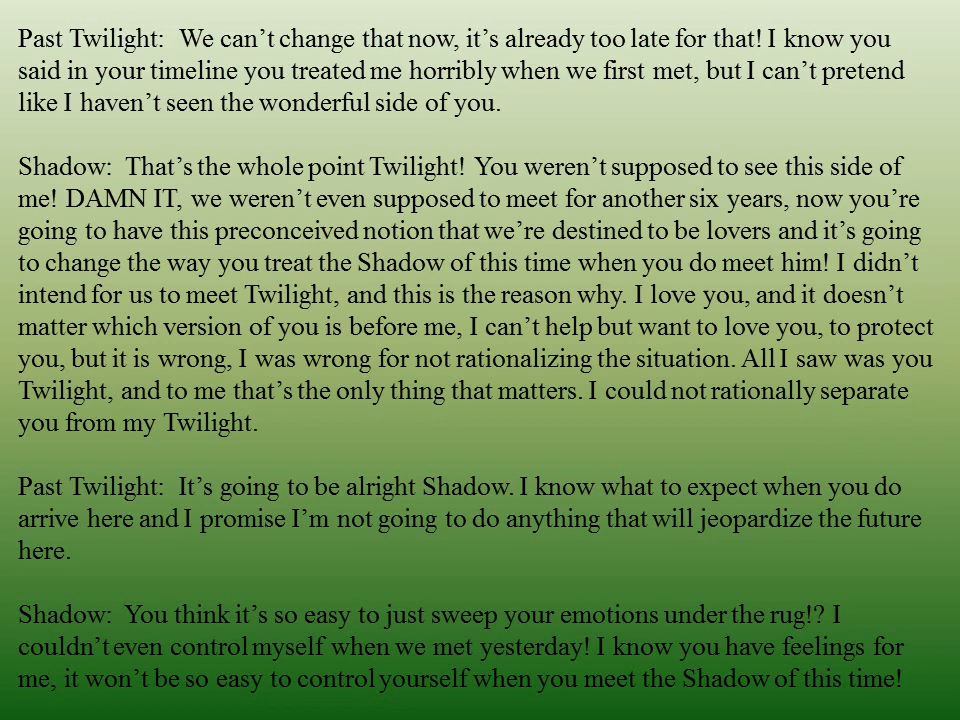 Past Twilight:  We can’t change that now, it’s already too late for that! I know you
said in your timeline you treated me horribly when we first met, but I can’t pretend
like I haven’t seen the wonderful side of you.

Shadow:  That’s the whole point Twilight! You weren’t supposed to see this side of
me! DAMN IT, we weren’t even supposed to meet for another six years, now you’re
going to have this preconceived notion that we’re destined to be lovers and it’s going
to change the way you treat the Shadow of this time when you do meet him! I didn’t
intend for us to meet Twilight, and this is the reason why. I love you, and it doesn’t
matter which version of you is before me, I can’t help but want to love you, to protect
you, but it is wrong, I was wrong for not rationalizing the situation. All I saw was you
Twilight, and to me that’s the only thing that matters. I could not rationally separate
you from my Twilight.

Past Twilight:  It’s going to be alright Shadow. I know what to expect when you do
arrive here and I promise I’m not going to do anything that will jeopardize the future
here.

Shadow:  You think it’s so easy to just sweep your emotions under the rug!? I
couldn’t even control myself when we met yesterday! I know you have feelings for
me, it won’t be so easy to control yourself when you meet the Shadow of this time!